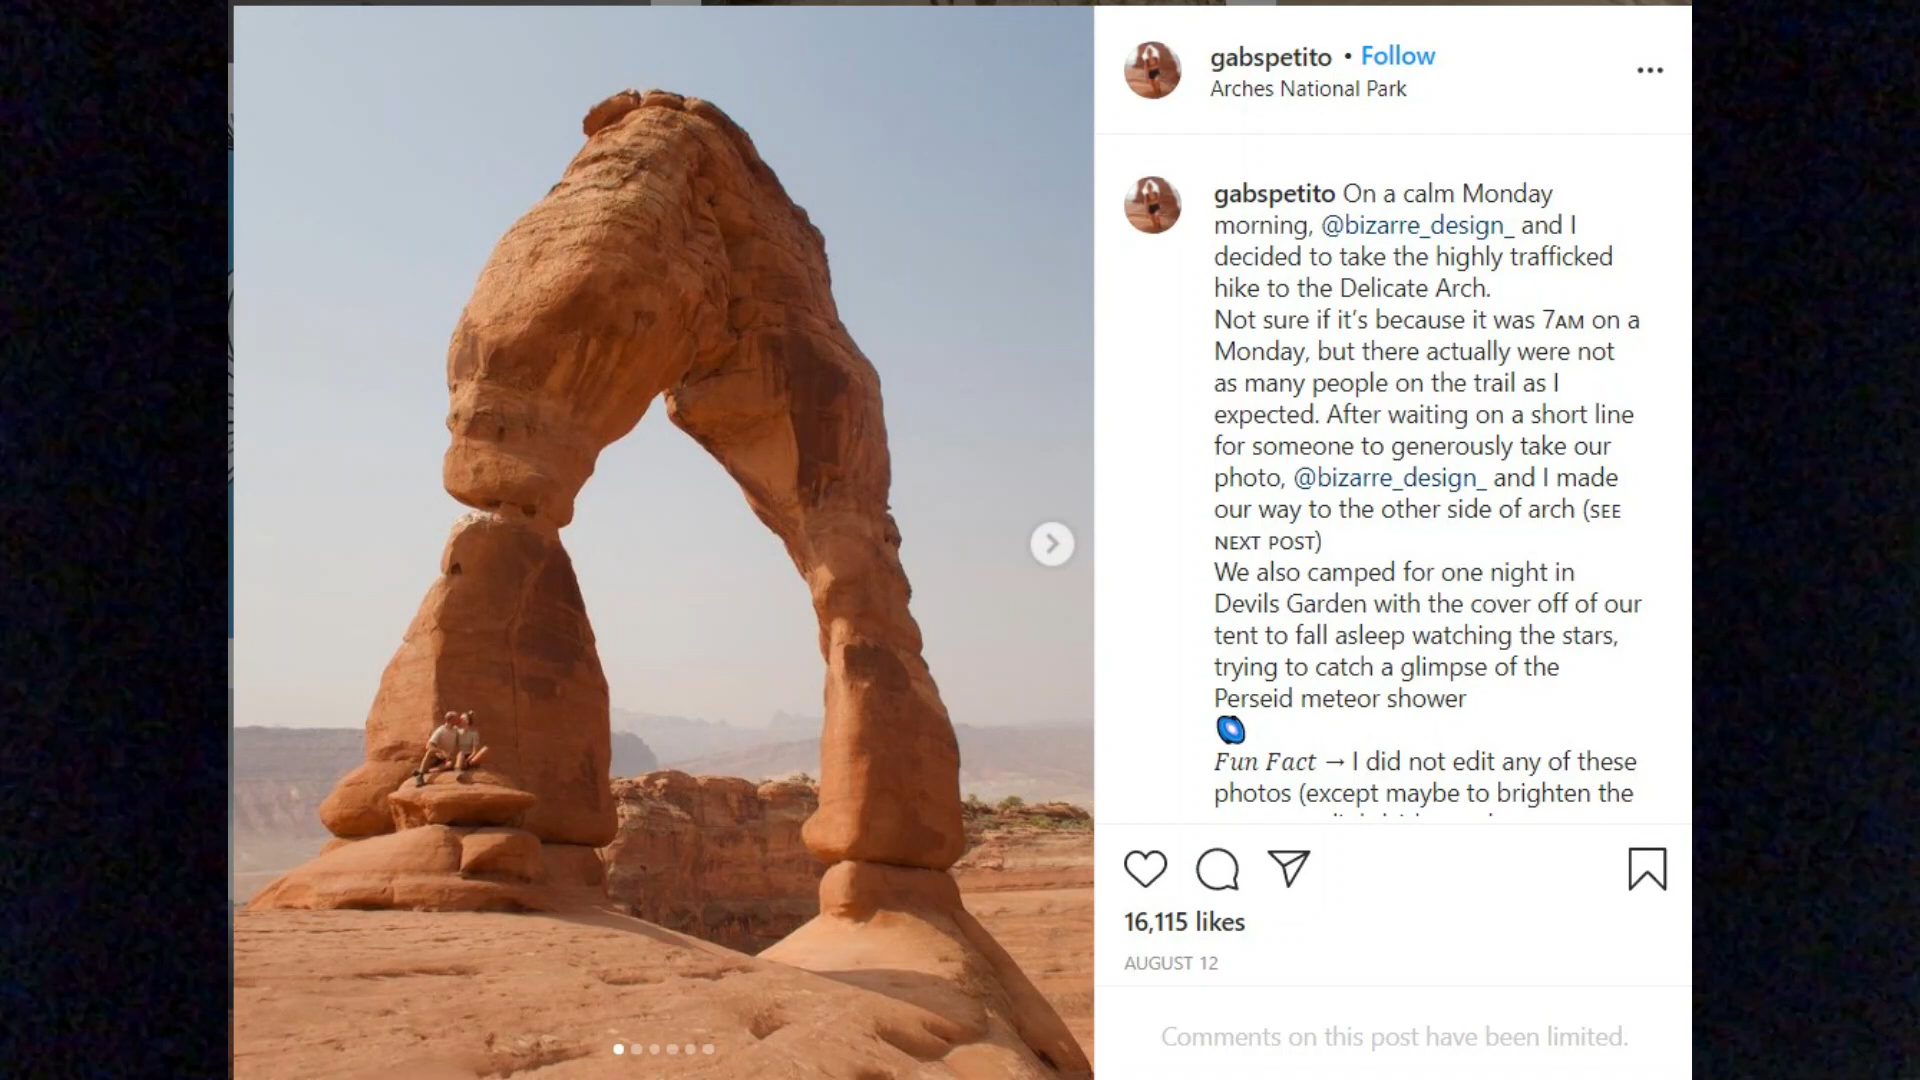 gabspetito • Follow
Arches National Park
gabspetito On a calm Monday
morning, @bizarre_design_ and I
decided to take the highly trafficked
hike to the Delicate Arch.
Not sure if it’s because it was 7ᴀᴍ on a
Monday, but there actually were not
as many people on the trail as I
expected. After waiting on a short line
for someone to generously take our
photo, @bizarre_design_ and I made
our way to the other side of arch (ꜱᴇᴇ
ɴᴇxᴛ ᴘᴏꜱᴛ)
We also camped for one night in
Devils Garden with the cover off of our
tent to fall asleep watching the stars,
trying to catch a glimpse of the
Perseid meteor shower
𝐹𝑢𝑛 𝐹𝑎𝑐𝑡 → I did not edit any of these
photos (except maybe to brighten the
16,115 likes
AUGUST 12
Comments on this post have been limited.